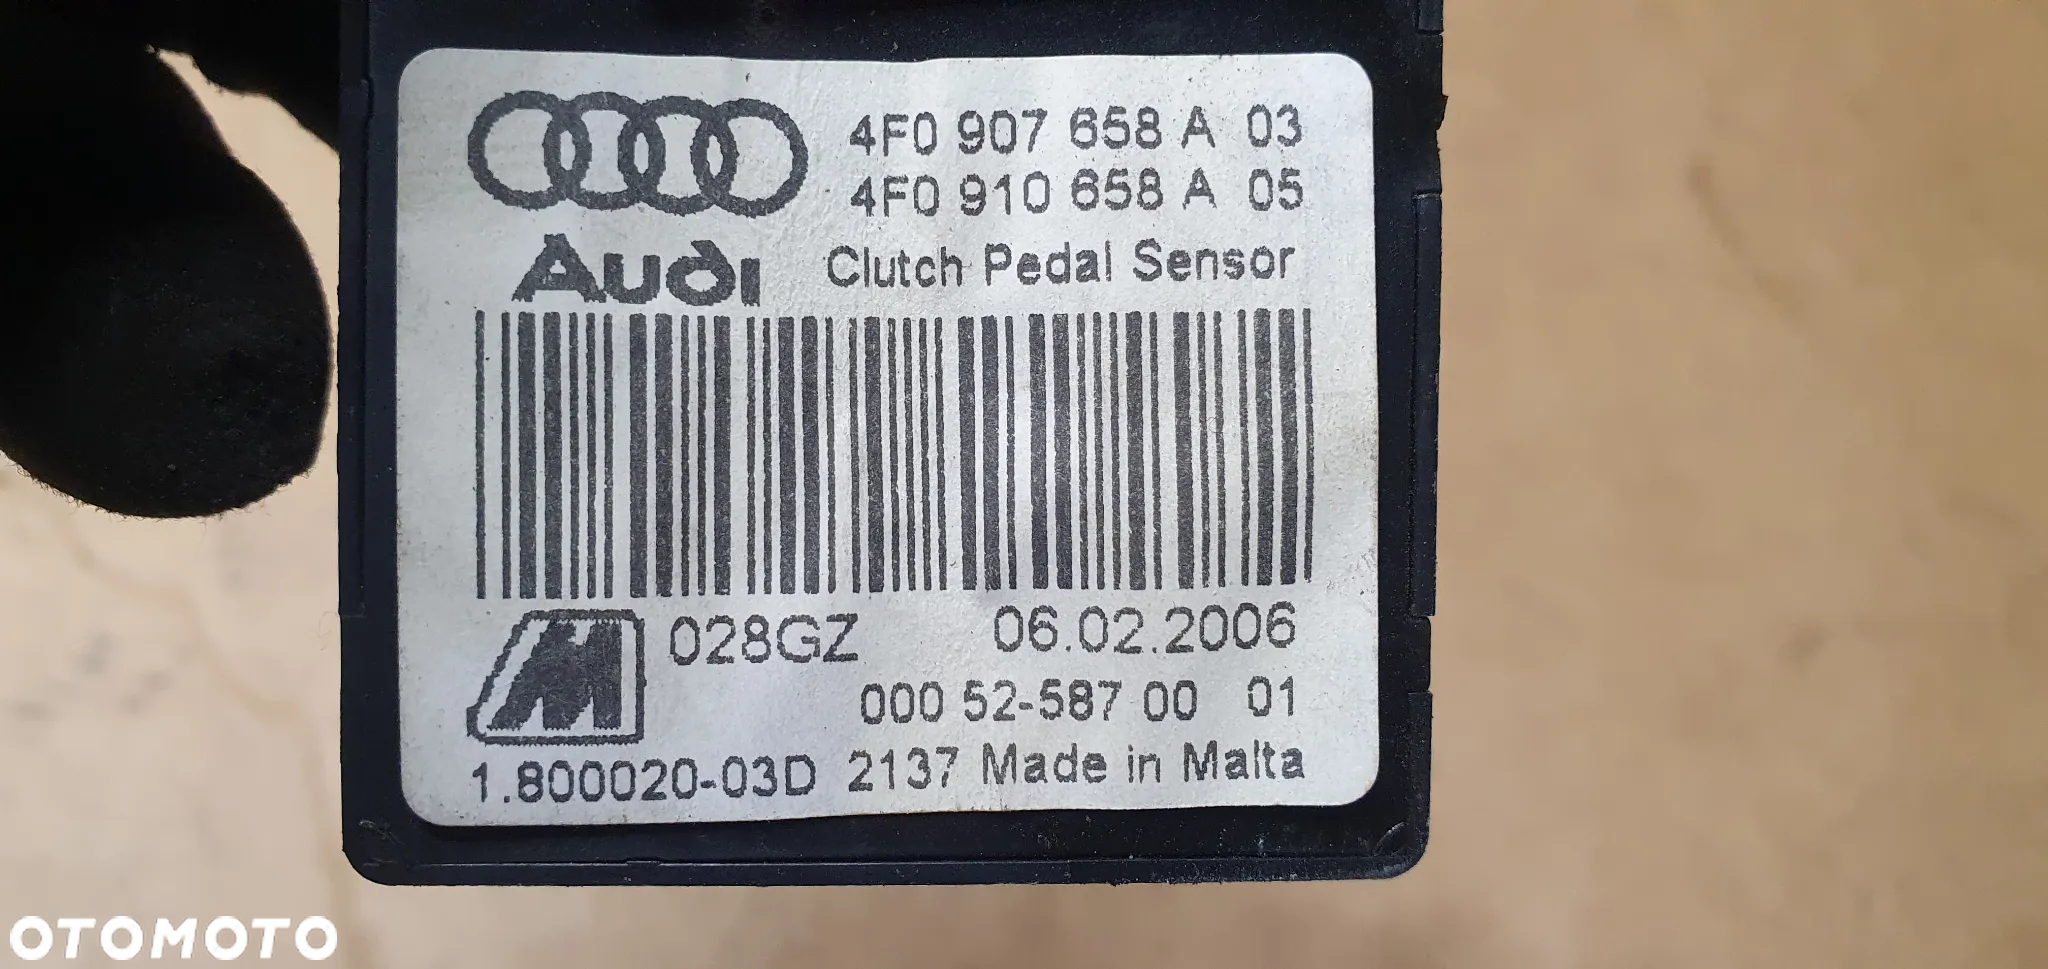 4F0 907 658 A 03
4F0 910 658 A 05
Audi Clutch Pedal Sensor
M 028GZ 06.02.2006
000 52-587 00 01
1.800020-03D 2137 Made in Malta
OTOMOTO